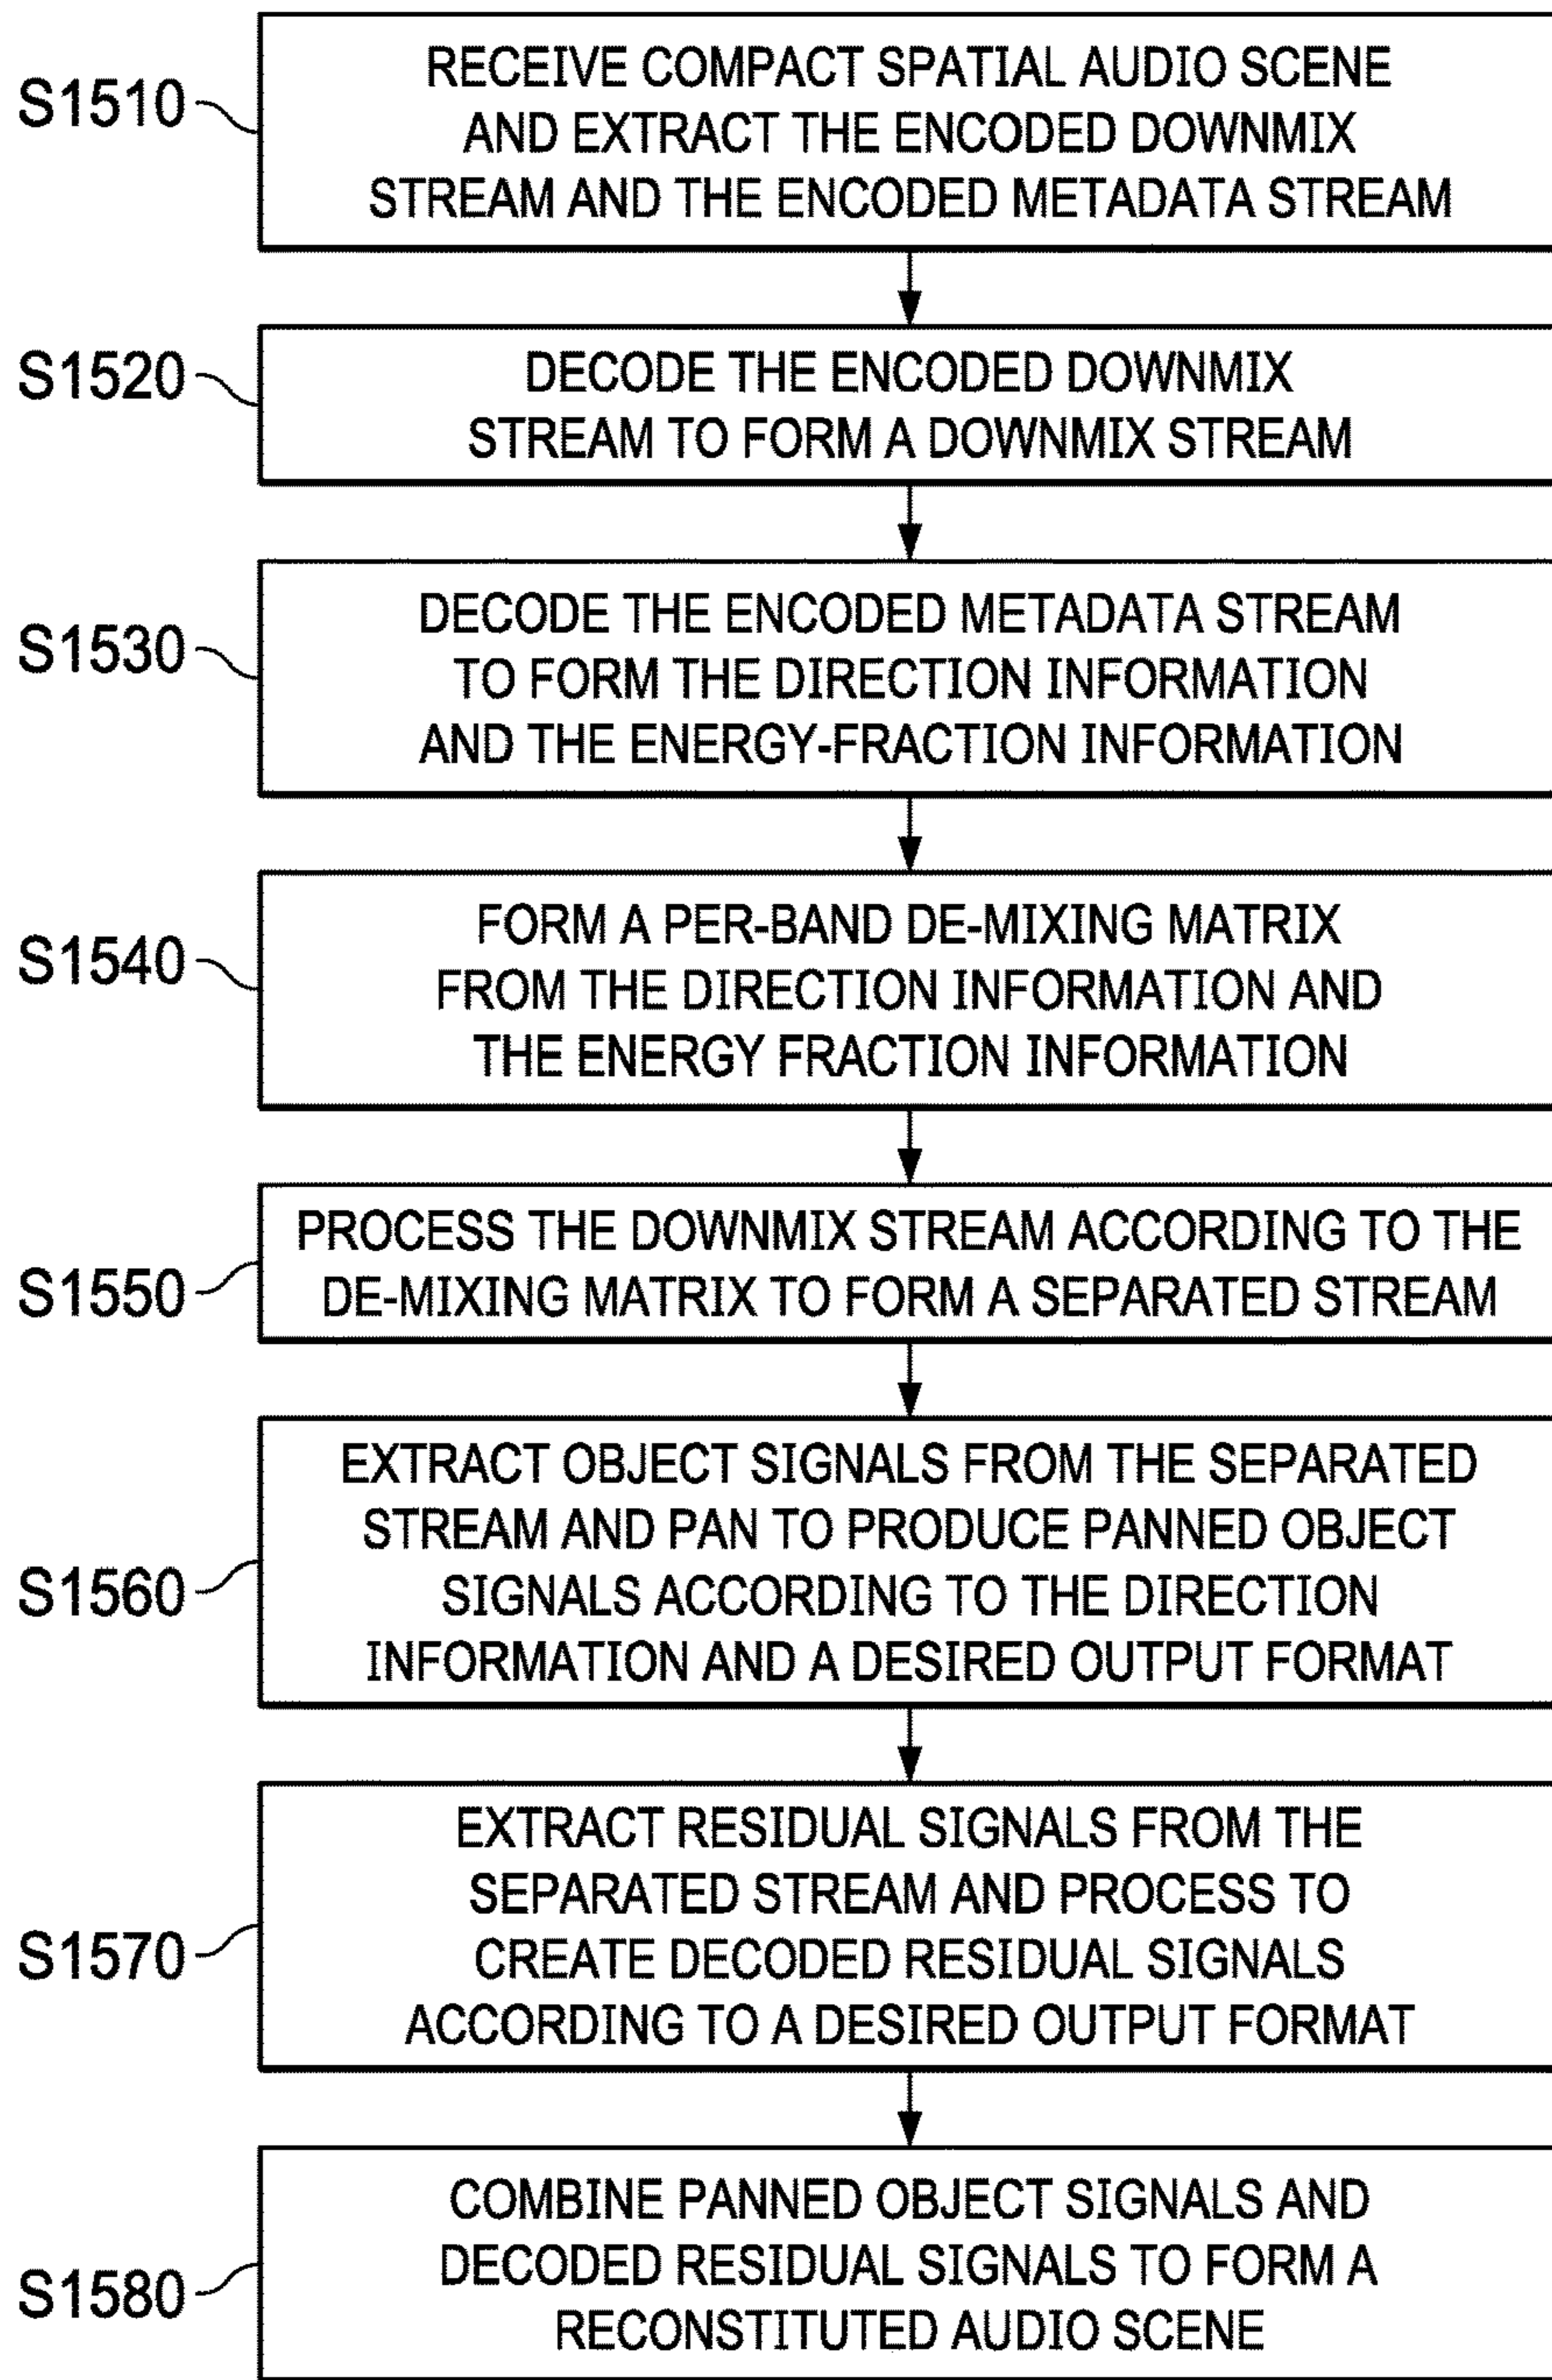 S1510
RECEIVE COMPACT SPATIAL AUDIO SCENE
AND EXTRACT THE ENCODED DOWNMIX
STREAM AND THE ENCODED METADATA STREAM
S1520
DECODE THE ENCODED DOWNMIX
STREAM TO FORM A DOWNMIX STREAM
S1530
DECODE THE ENCODED METADATA STREAM
TO FORM THE DIRECTION INFORMATION
AND THE ENERGY-FRACTION INFORMATION
S1540
FORM A PER-BAND DE-MIXING MATRIX
FROM THE DIRECTION INFORMATION AND
THE ENERGY FRACTION INFORMATION
S1550
PROCESS THE DOWNMIX STREAM ACCORDING TO THE
DE-MIXING MATRIX TO FORM A SEPARATED STREAM
S1560
EXTRACT OBJECT SIGNALS FROM THE SEPARATED
STREAM AND PAN TO PRODUCE PANNED OBJECT
SIGNALS ACCORDING TO THE DIRECTION
INFORMATION AND A DESIRED OUTPUT FORMAT
S1570
EXTRACT RESIDUAL SIGNALS FROM THE
SEPARATED STREAM AND PROCESS TO
CREATE DECODED RESIDUAL SIGNALS
ACCORDING TO A DESIRED OUTPUT FORMAT
S1580
COMBINE PANNED OBJECT SIGNALS AND
DECODED RESIDUAL SIGNALS TO FORM A
RECONSTITUTED AUDIO SCENE